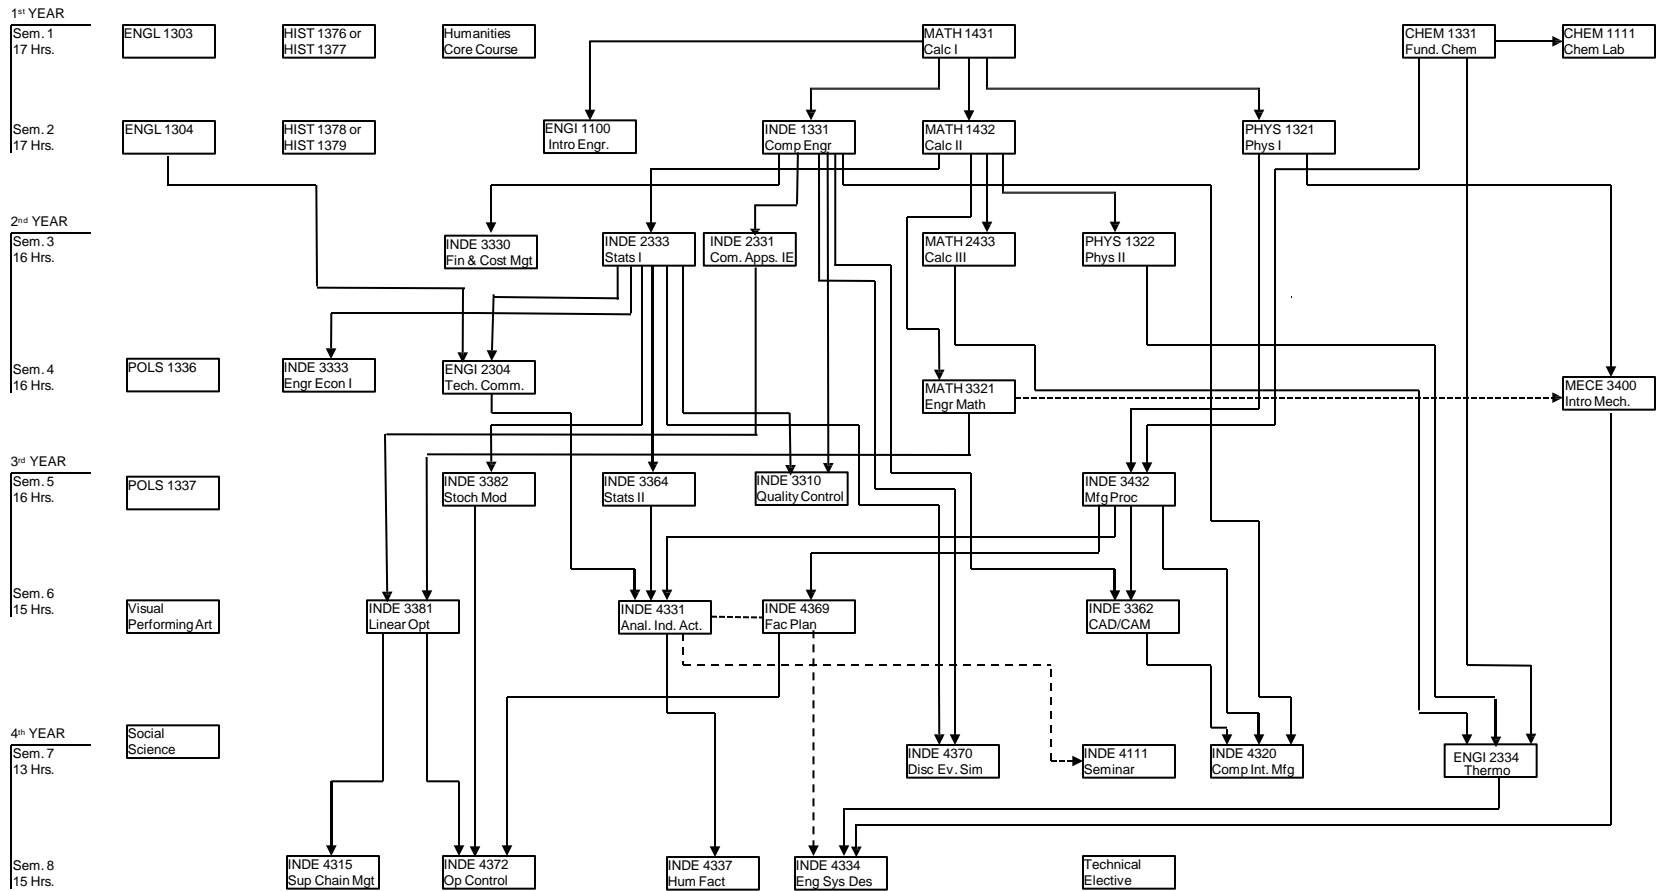 1st YEAR
Sem. 1
17 Hrs.
ENGL 1303
HIST 1376 or
HIST 1377
Humanities
Core Course
MATH 1431
Calc I
CHEM 1331
Fund. Chem
CHEM 1111
Chem Lab
Sem. 2
17 Hrs.
ENGL 1304
HIST 1378 or
HIST 1379
ENGI 1100
Intro Engr.
INDE 1331
Comp Engr
MATH 1432
Calc II
PHYS 1321
Phys I
2nd YEAR
Sem. 3
16 Hrs.
INDE 3330
Fin & Cost Mgt
INDE 2333
Stats I
INDE 2331
Com. Apps. IE
MATH 2433
Calc III
PHYS 1322
Phys II
Sem. 4
16 Hrs.
POLS 1336
INDE 3333
Engr Econ I
ENGI 2304
Tech. Comm.
MATH 3321
Engr Math
MECE 3400
Intro Mech.
3rd YEAR
Sem. 5
16 Hrs.
POLS 1337
INDE 3382
Stoch Mod
INDE 3364
Stats II
INDE 3310
Quality Control
INDE 3432
Mfg Proc
Sem. 6
15 Hrs.
Visual
Performing Art
INDE 3381
Linear Opt
INDE 4331
Anal. Ind. Act.
INDE 4369
Fac Plan
INDE 3362
CAD/CAM
4th YEAR
Sem. 7
13 Hrs.
Social
Science
INDE 4370
Disc Ev. Sim
INDE 4111
Seminar
INDE 4320
Comp Int. Mfg
ENGI 2334
Thermo
Sem. 8
15 Hrs.
INDE 4315
Sup Chain Mgt
INDE 4372
Op Control
INDE 4337
Hum Fact
INDE 4334
Eng Sys Des
Technical
Elective